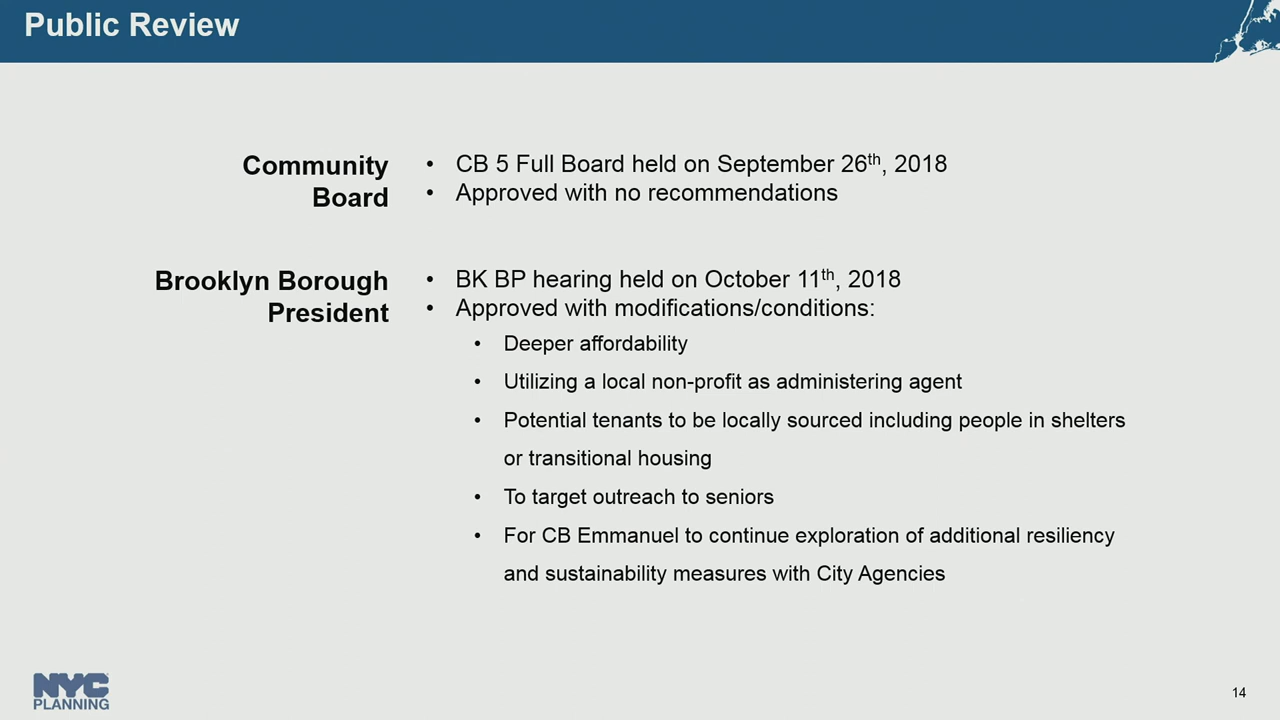 Public Review
Community
Board
• CB 5 Full Board held on September 26th, 2018
• Approved with no recommendations
Brooklyn Borough
President
• BK BP hearing held on October 11th, 2018
• Approved with modifications/conditions:
• Deeper affordability
• Utilizing a local non-profit as administering agent
• Potential tenants to be locally sourced including people in shelters
or transitional housing
• To target outreach to seniors
• For CB Emmanuel to continue exploration of additional resiliency
and sustainability measures with City Agencies
NYC
PLANNING
14